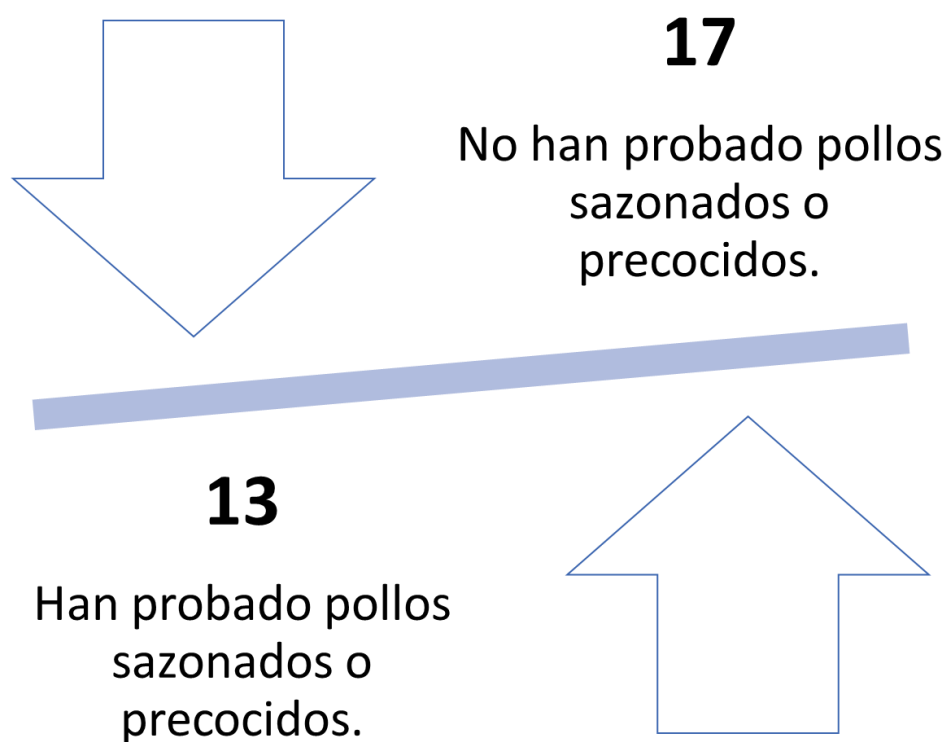 17
No han probado pollos
sazonados o
precocidos.
13
Han probado pollos
sazonados o
precocidos.